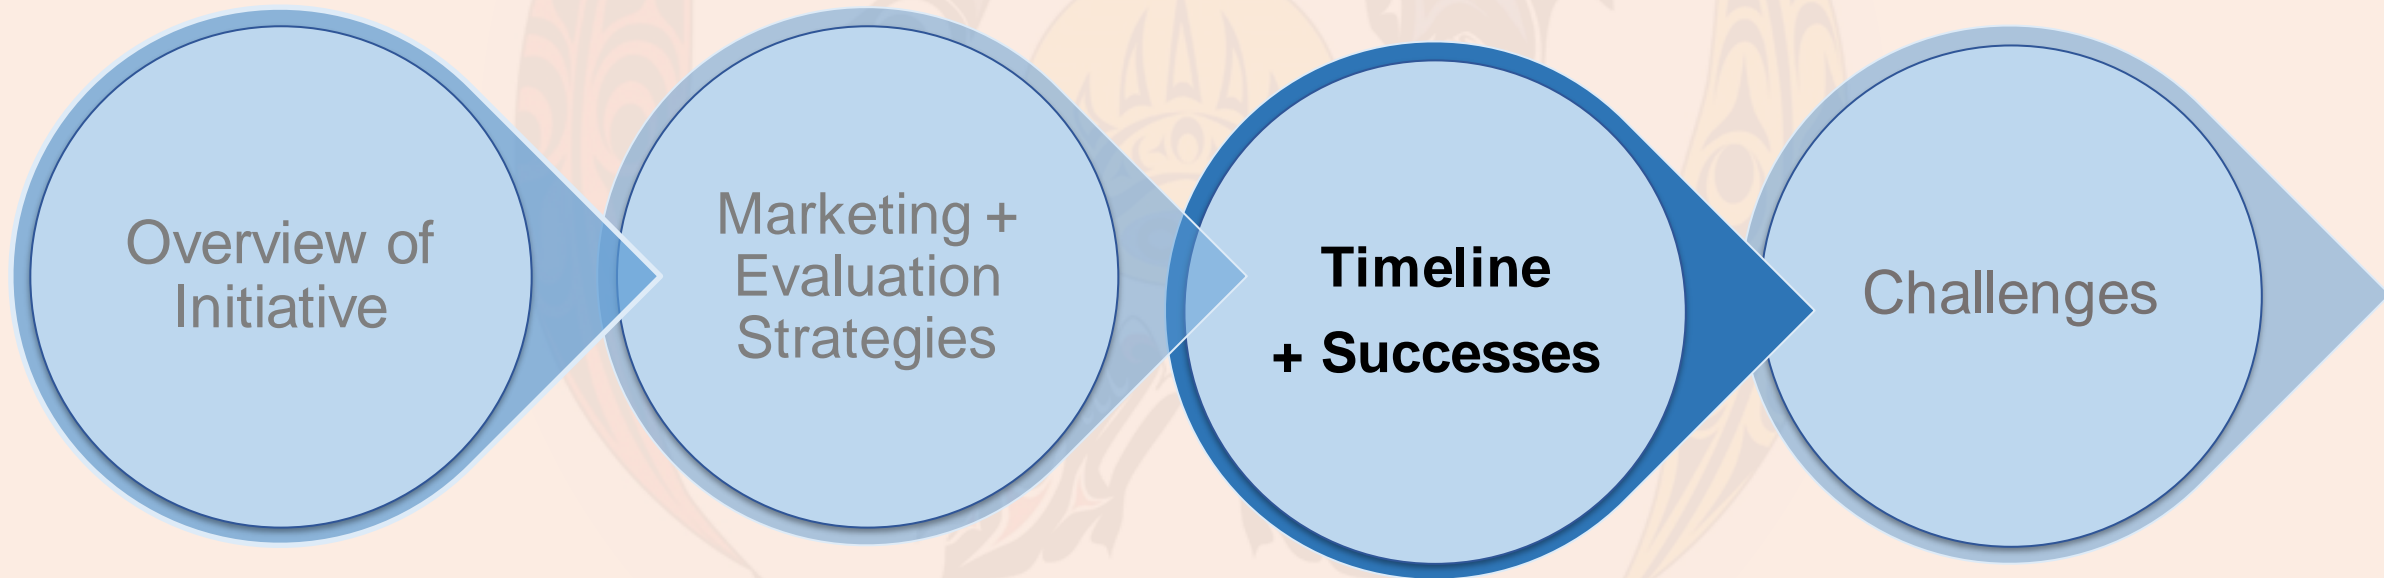 Overview of
Initiative
Marketing +
Evaluation
Strategies
Timeline
+ Successes
Challenges